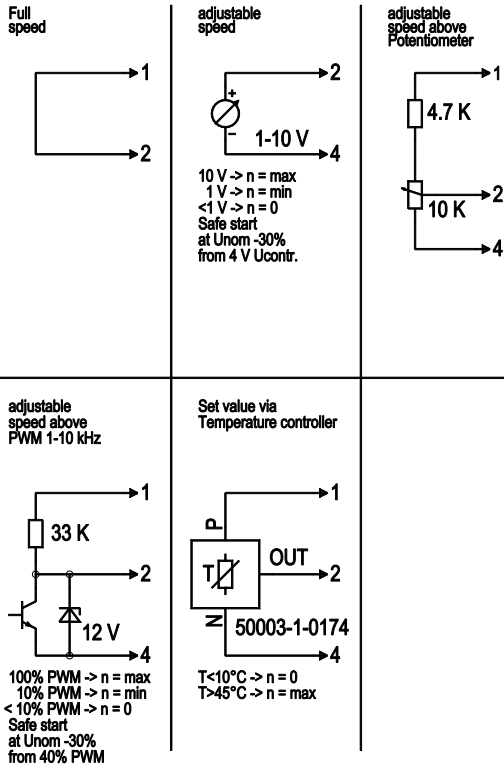 Full
speed
1
2
adjustable
speed
2
+
−
1-10 V
4
10 V -> n = max
1 V -> n = min
<1 V -> n = 0
Safe start
at Unom -30%
from 4 V Ucontr.
adjustable
speed above
Potentiometer
1
4.7 K
2
10 K
4
adjustable
speed above
PWM 1-10 kHz
1
33 K
2
12 V
4
100% PWM -> n = max
10% PWM -> n = min
< 10% PWM -> n = 0
Safe start
at Unom -30%
from 40% PWM
Set value via
Temperature controller
1
P
T
OUT
2
N
50003-1-0174
4
T<10°C -> n = 0
T>45°C -> n = max